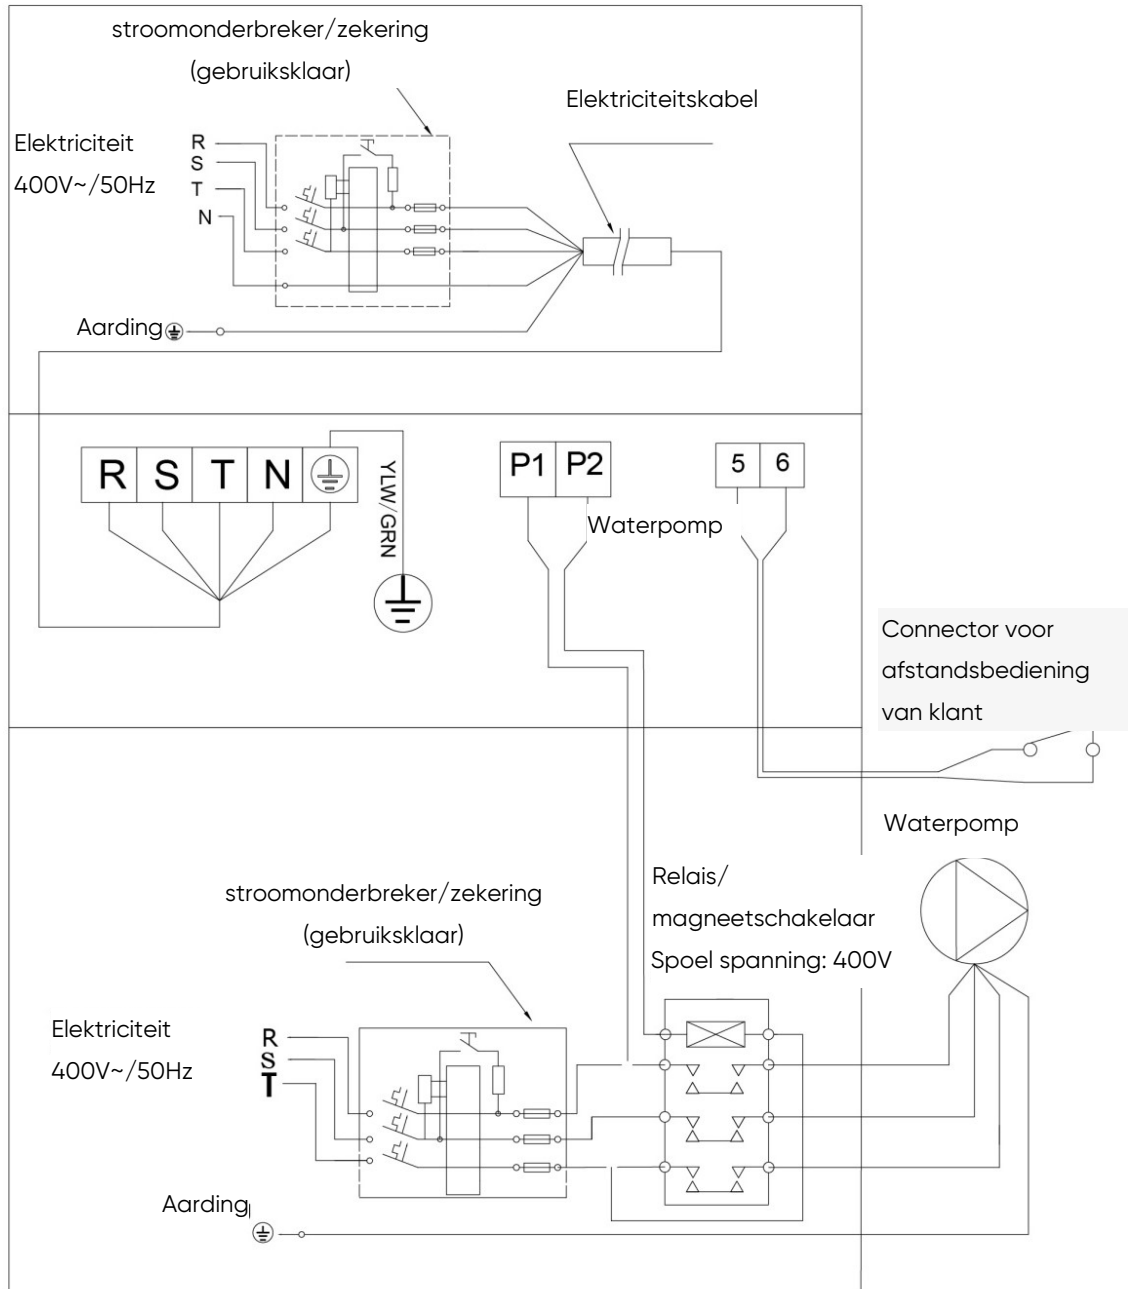 stroomonderbreker/zekering
(gebruiksklaar)
Elektriciteitskabel
Elektriciteit
400V~/50Hz
R
S
T
N
Aarding
R S T N
YLW/GRN
P1 P2
Waterpomp
5 6
Connector voor
afstandsbediening
van klant
Waterpomp
Relais/
magneetschakelaar
Spoel spanning: 400V
stroomonderbreker/zekering
(gebruiksklaar)
Elektriciteit
400V~/50Hz
R
S
T
Aarding